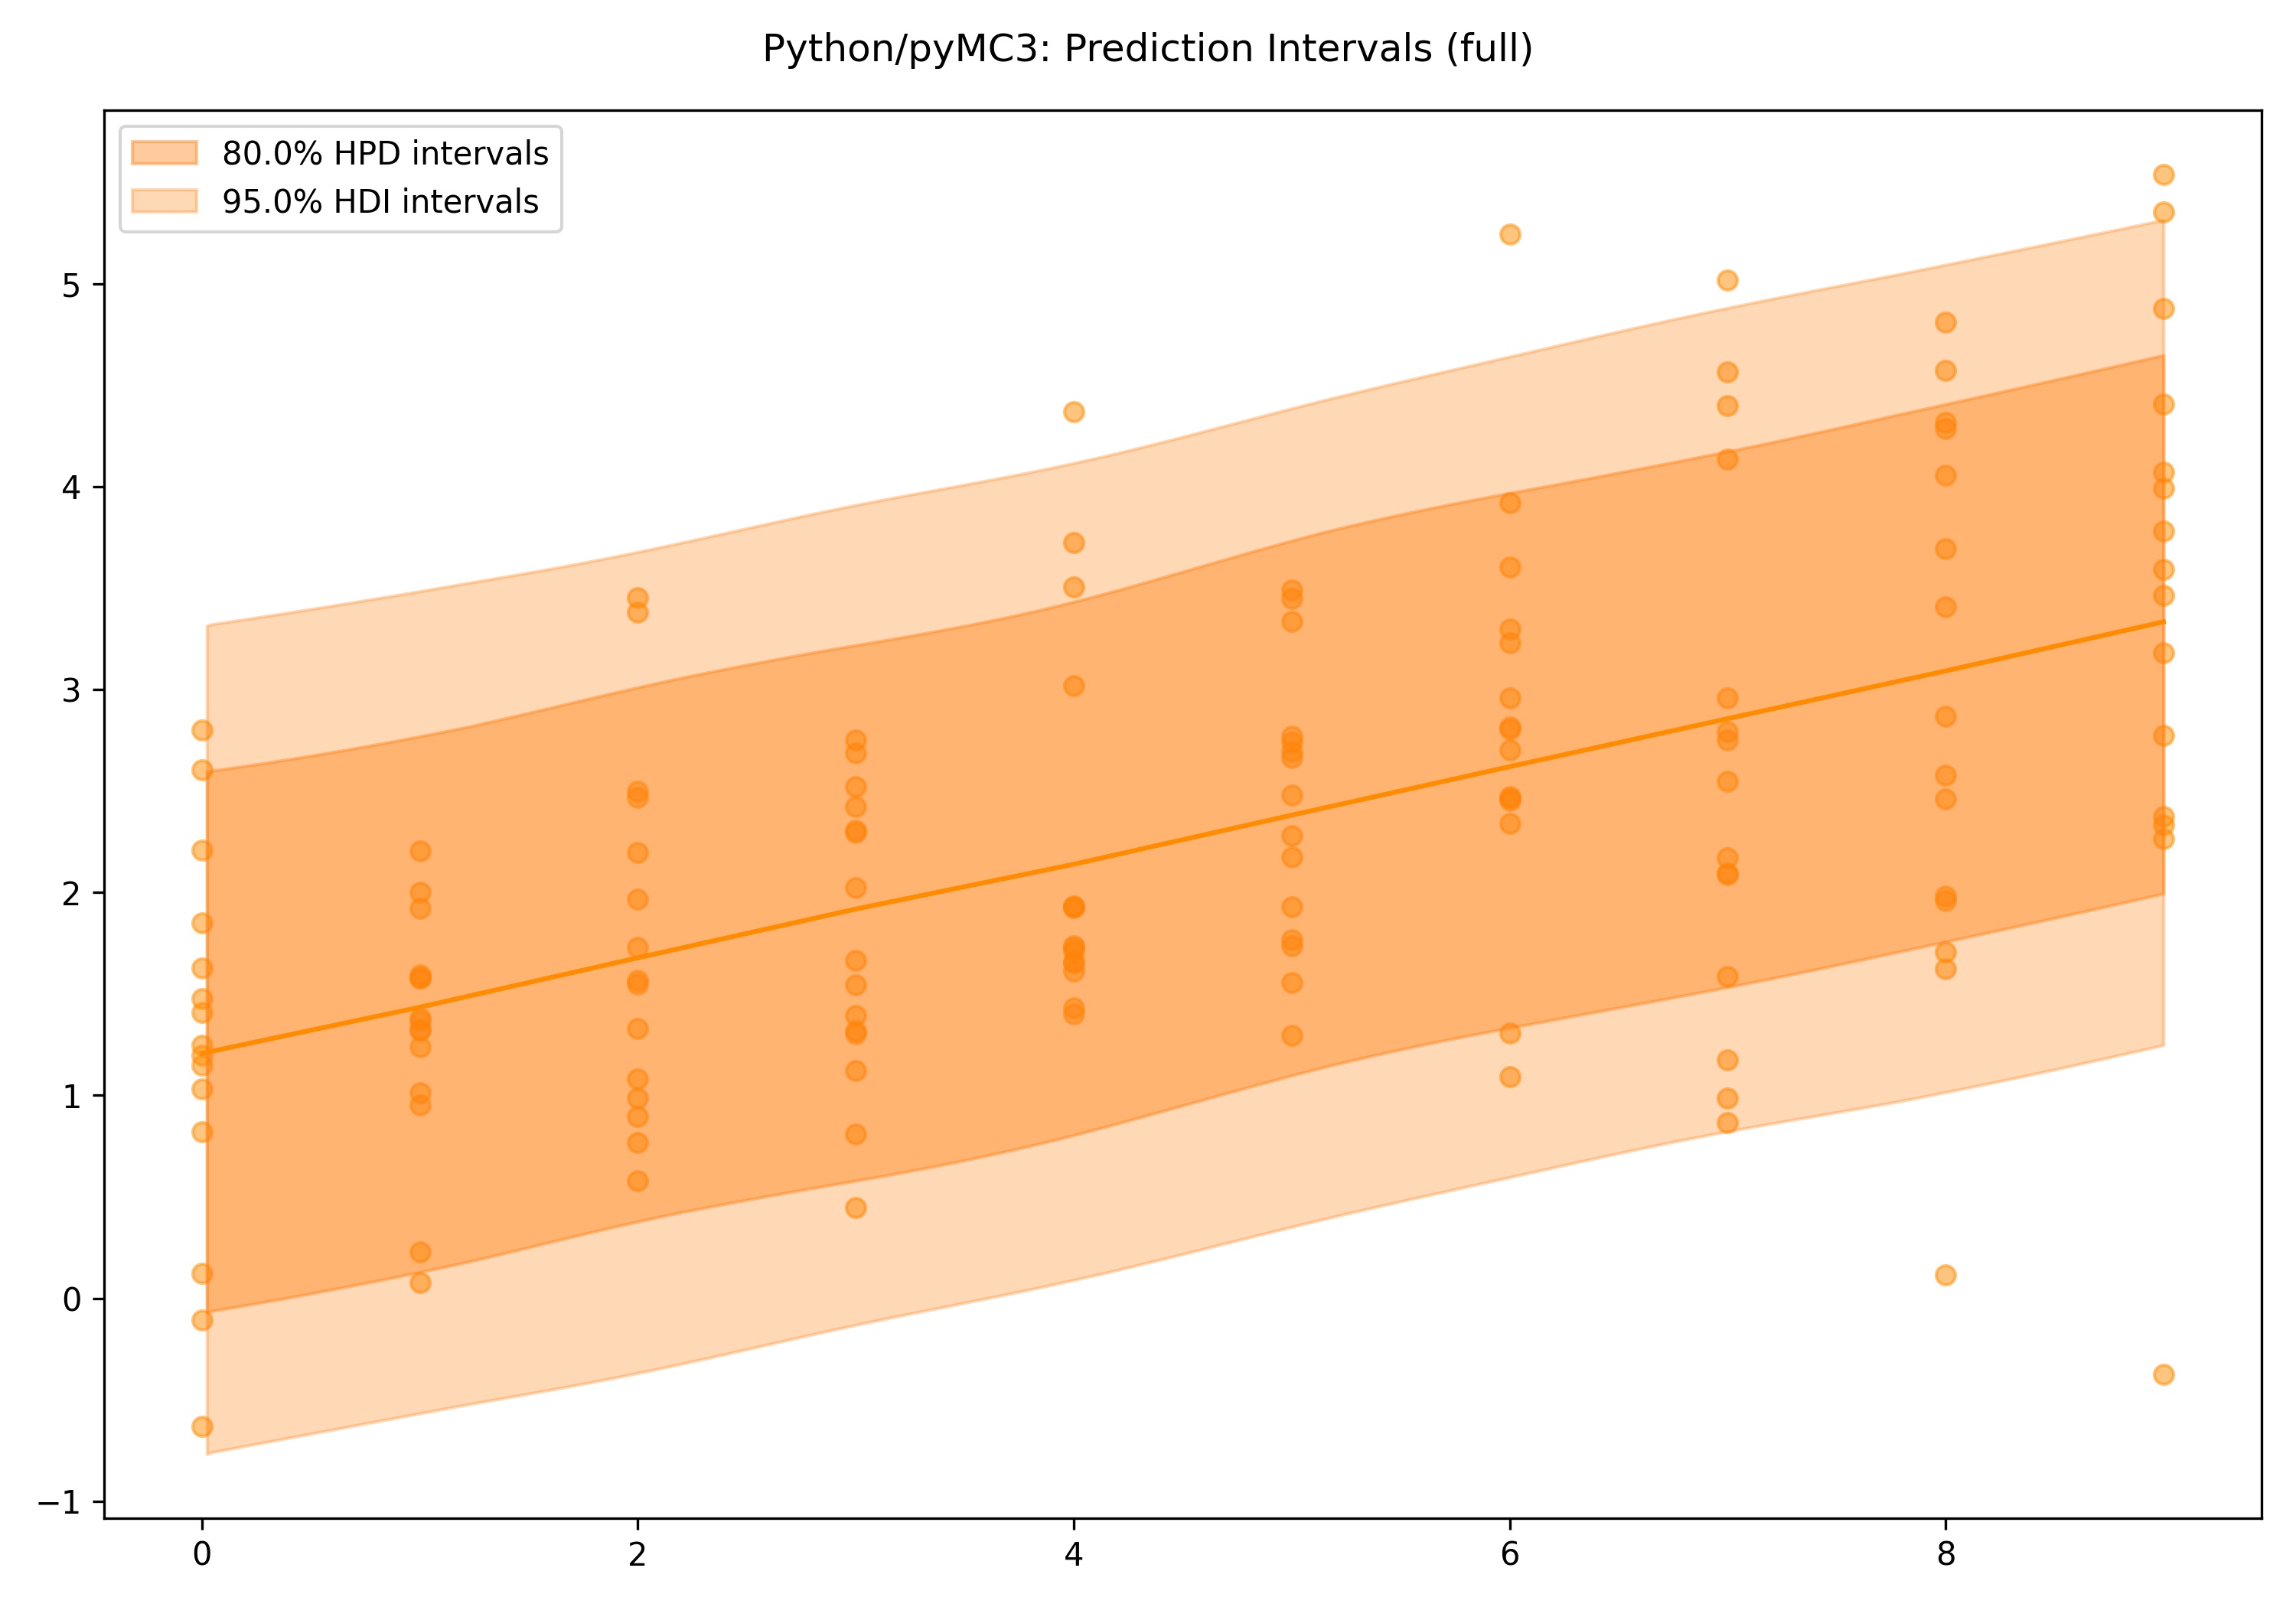 Python/pyMC3: Prediction Intervals (full)
80.0% HPD intervals
95.0% HDI intervals
5
4
3
2
1
0
−1
0 2 4 6 8